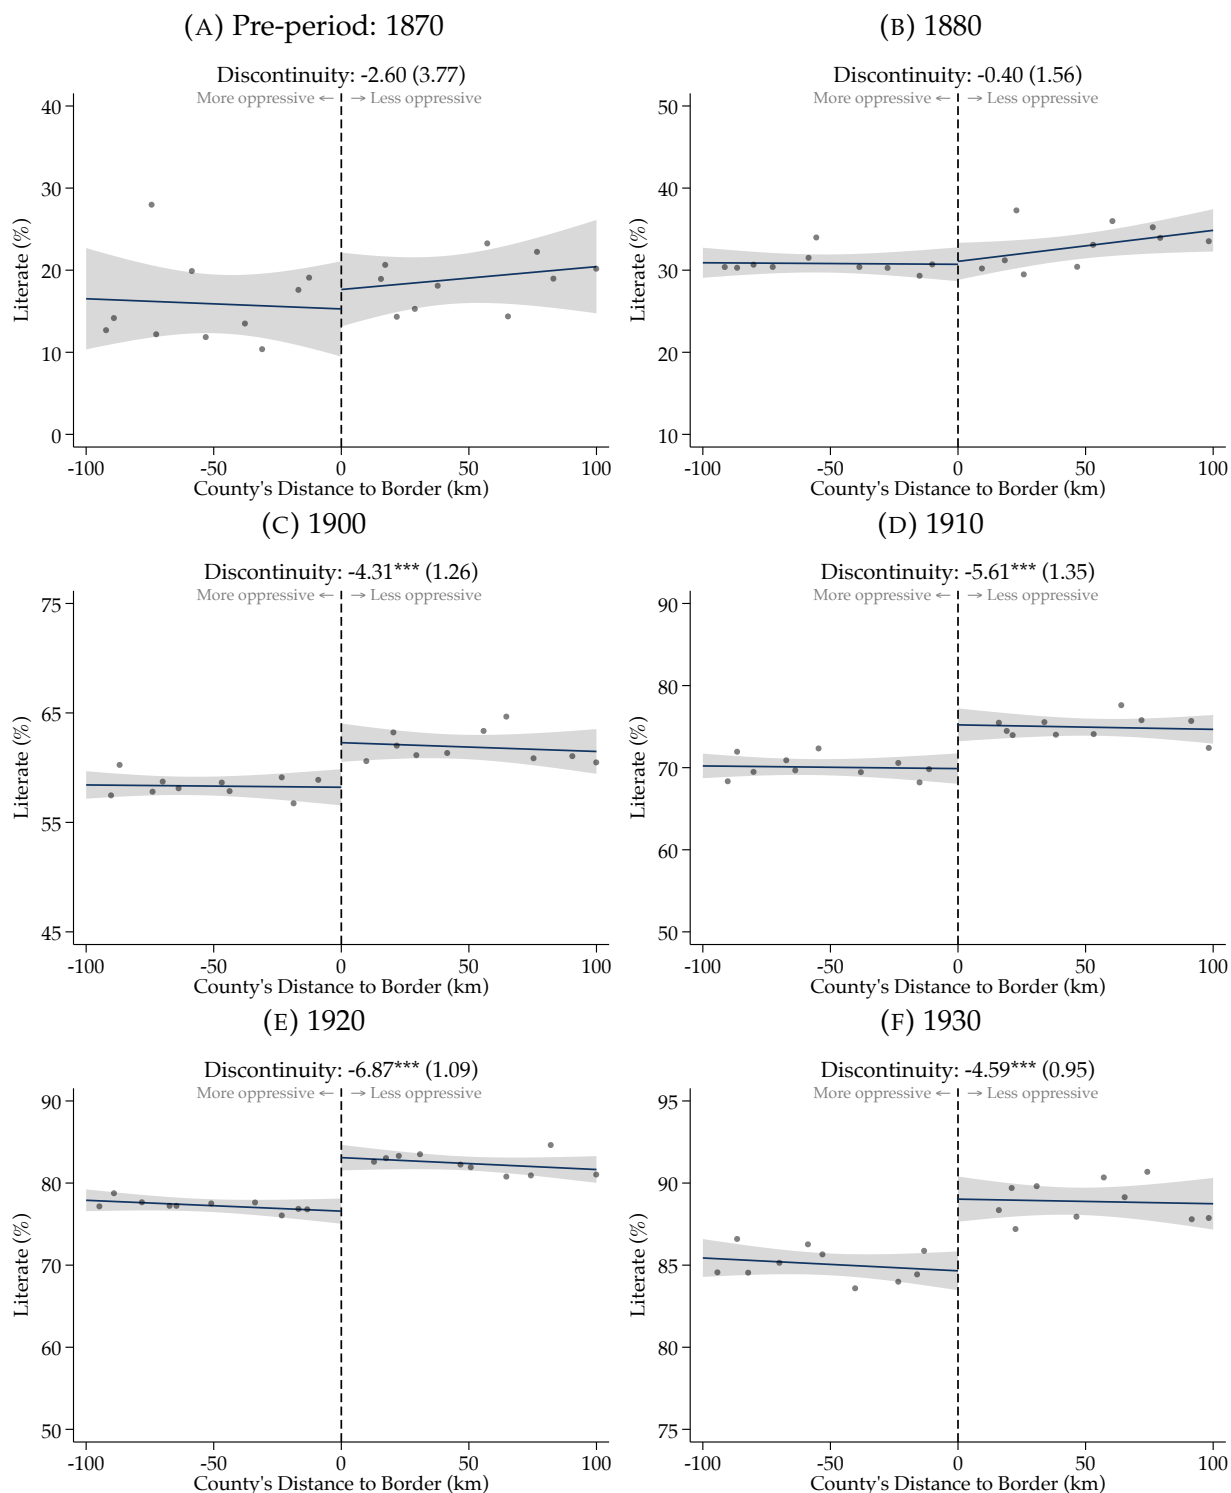 (A) Pre-period: 1870
Discontinuity: -2.60 (3.77)
More oppressive ← → Less oppressive
Literate (%)
40
30
20
10
0
-100 -50 0 50 100
County's Distance to Border (km)
(B) 1880
Discontinuity: -0.40 (1.56)
More oppressive ← → Less oppressive
Literate (%)
50
40
30
20
10
-100 -50 0 50 100
County's Distance to Border (km)
(C) 1900
Discontinuity: -4.31*** (1.26)
More oppressive ← → Less oppressive
Literate (%)
75
65
55
45
-100 -50 0 50 100
County's Distance to Border (km)
(D) 1910
Discontinuity: -5.61*** (1.35)
More oppressive ← → Less oppressive
Literate (%)
90
80
70
60
50
-100 -50 0 50 100
County's Distance to Border (km)
(E) 1920
Discontinuity: -6.87*** (1.09)
More oppressive ← → Less oppressive
Literate (%)
90
80
70
60
50
-100 -50 0 50 100
County's Distance to Border (km)
(F) 1930
Discontinuity: -4.59*** (0.95)
More oppressive ← → Less oppressive
Literate (%)
95
90
85
80
75
-100 -50 0 50 100
County's Distance to Border (km)